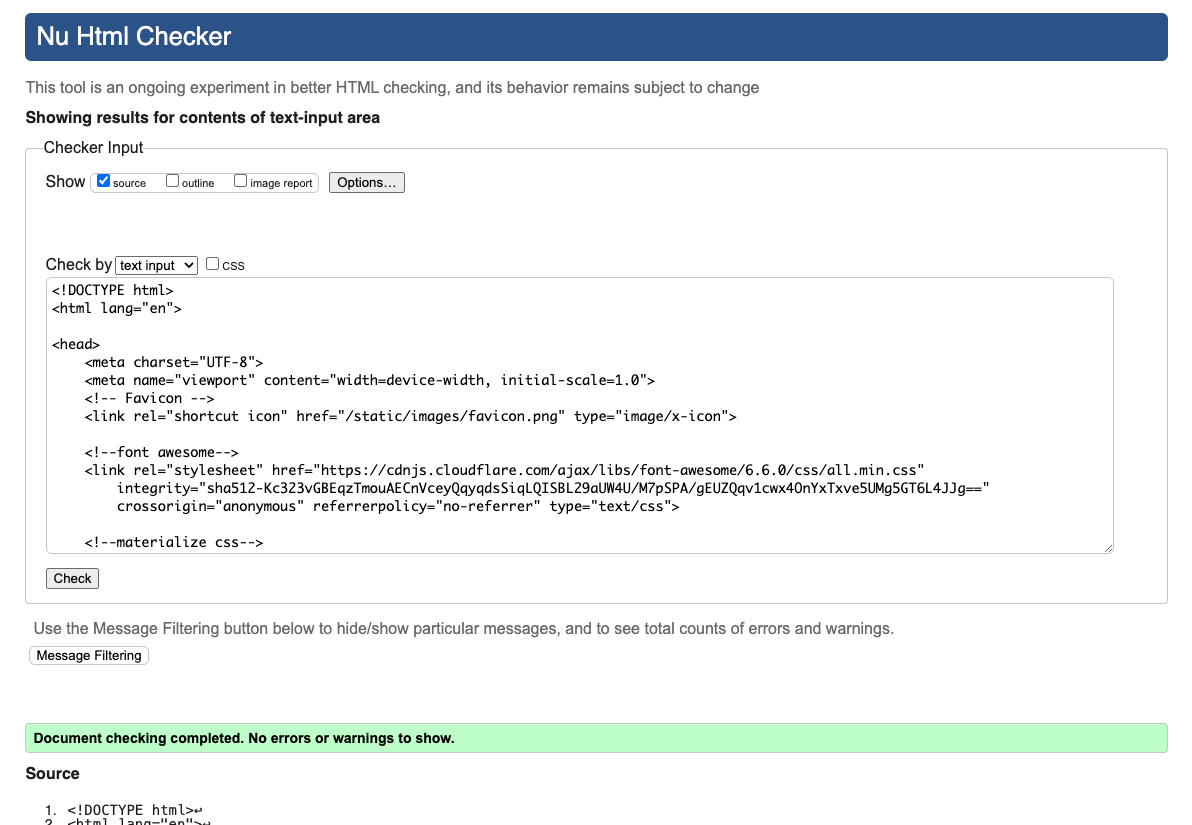 Nu Html Checker
This tool is an ongoing experiment in better HTML checking, and its behavior remains subject to change
Showing results for contents of text-input area
Checker Input
Show source outline image report Options...
Check by text input css
<!DOCTYPE html>
<html lang="en">
<head>
    <meta charset="UTF-8">
    <meta name="viewport" content="width=device-width, initial-scale=1.0">
    <!-- Favicon -->
    <link rel="shortcut icon" href="/static/images/favicon.png" type="image/x-icon">
    <!--font awesome-->
    <link rel="stylesheet" href="https://cdnjs.cloudflare.com/ajax/libs/font-awesome/6.6.0/css/all.min.css"
        integrity="sha512-Kc323vGBEqzTmouAECnVceyQqyqdsSiqLQISBL29aUW4U/M7pSPA/gEUZQqv1cwx4OnYxTxve5UMg5GT6L4JJg=="
        crossorigin="anonymous" referrerpolicy="no-referrer" type="text/css">
    <!--materialize css-->
Check
Use the Message Filtering button below to hide/show particular messages, and to see total counts of errors and warnings.
Message Filtering
Document checking completed. No errors or warnings to show.
Source
1. <!DOCTYPE html>↩
2. <html lang="en">↩